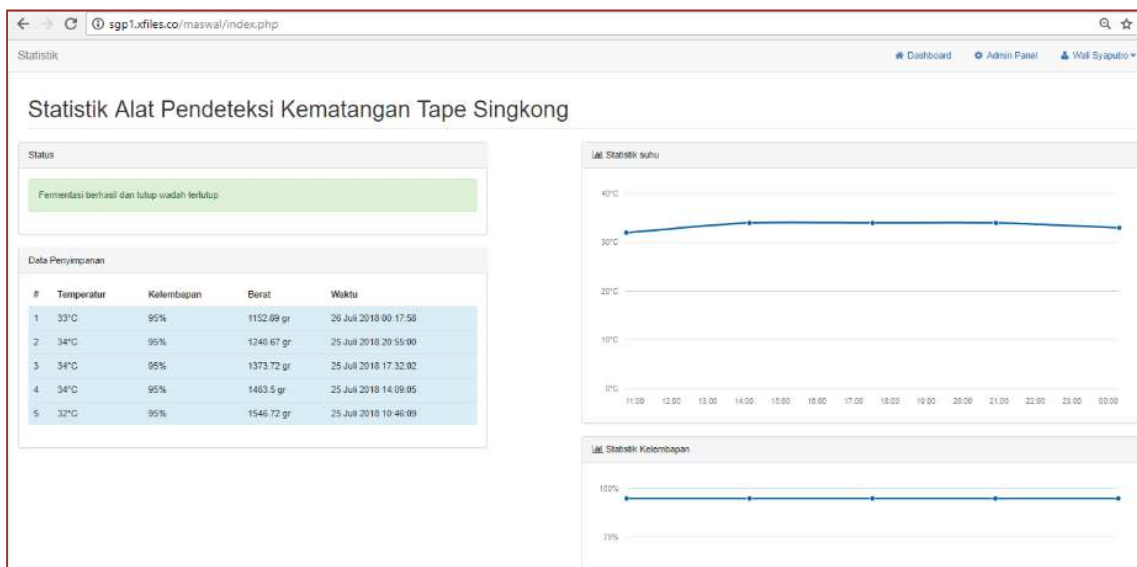 sgp1.xfiles.co/maswal/index.php
Statistik
Dashboard Admin Panel Wali Syaputro
Statistik Alat Pendeteksi Kematangan Tape Singkong
Status
Fermentasi berhasil dan tutup wadah tertutup
Data Penyimpanan
# Temperatur Kelembapan Berat Waktu
1 33°C 95% 1152.69 gr 26 Juli 2018 00:17:58
2 34°C 95% 1240.67 gr 25 Juli 2018 20:55:00
3 34°C 95% 1373.72 gr 25 Juli 2018 17:32:02
4 34°C 95% 1463.5 gr 25 Juli 2018 14:09:05
5 32°C 95% 1546.72 gr 25 Juli 2018 10:46:09
Statistik suhu
40°C
30°C
20°C
10°C
0°C
11:00 12:00 13:00 14:00 15:00 16:00 17:00 18:00 19:00 20:00 21:00 22:00 23:00 00:00
Statistik Kelembapan
100%
75%